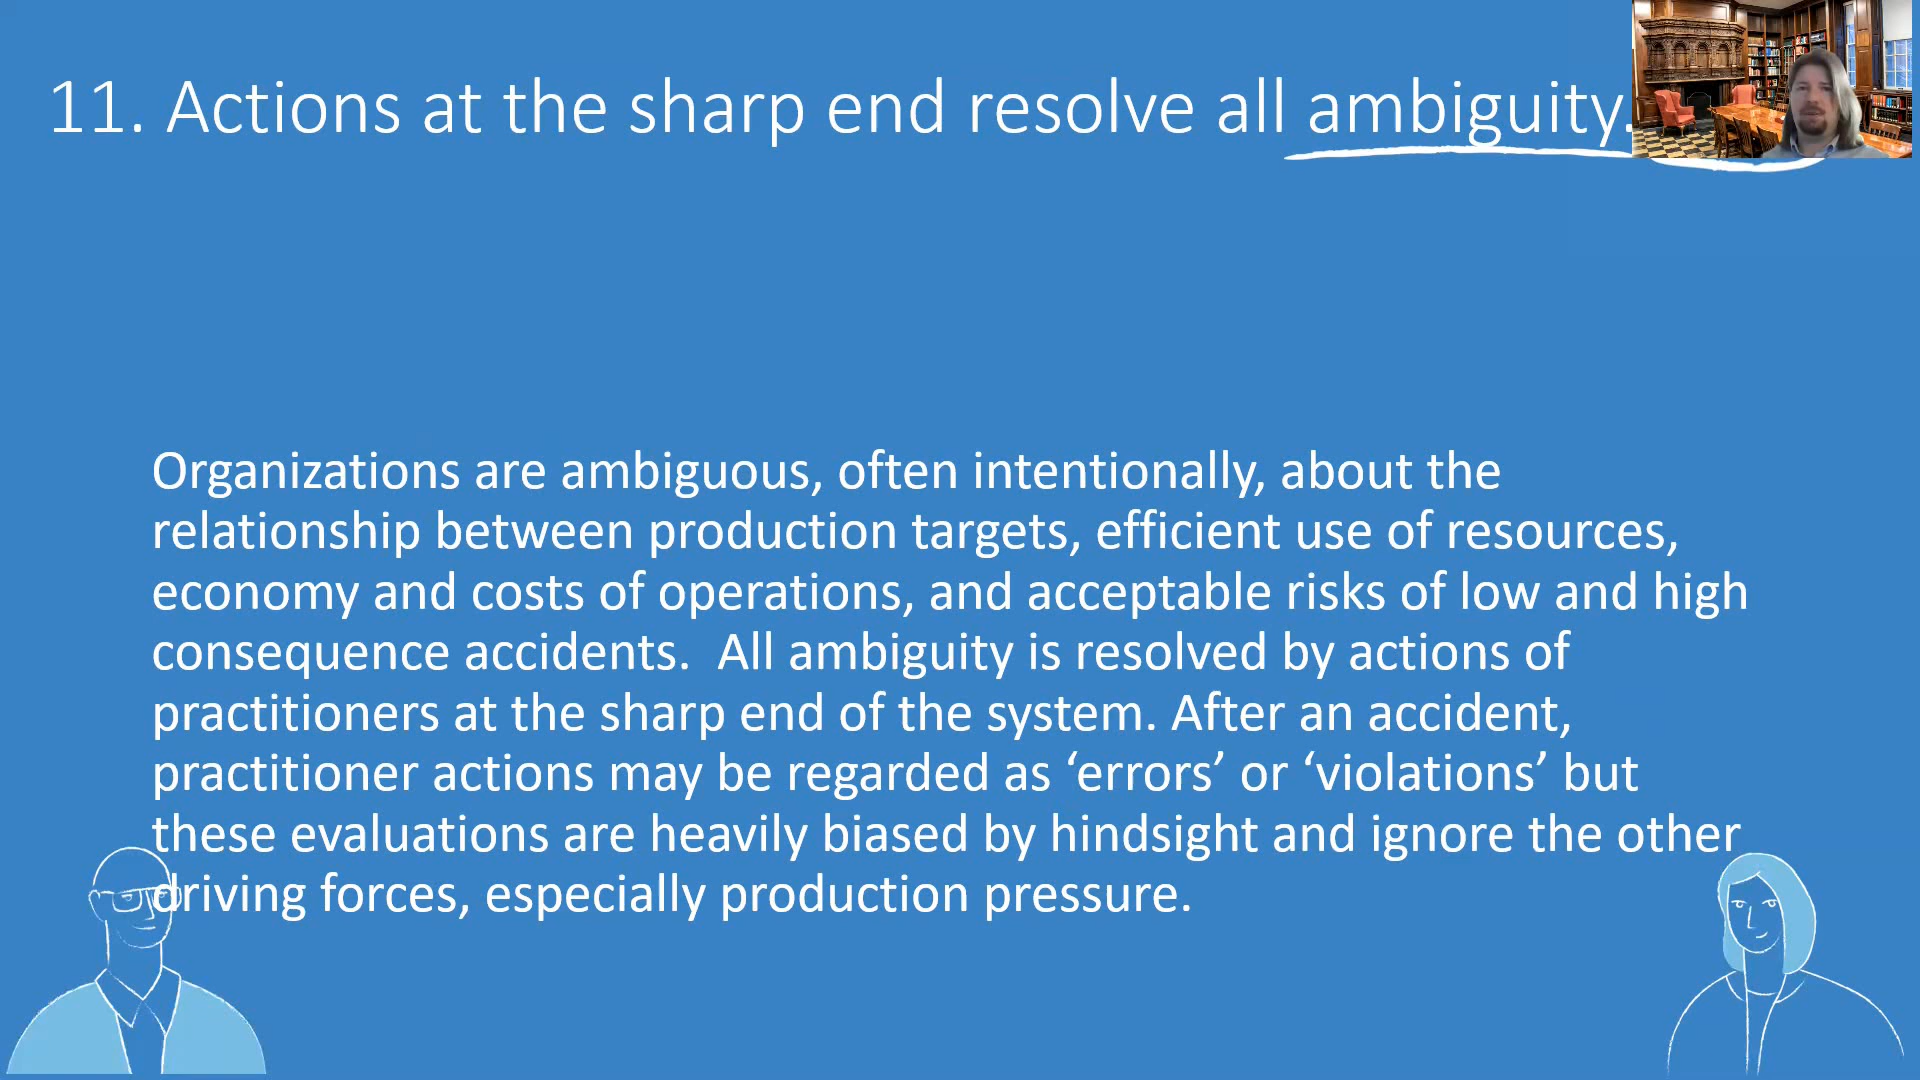 11. Actions at the sharp end resolve all ambiguity.
Organizations are ambiguous, often intentionally, about the
relationship between production targets, efficient use of resources,
economy and costs of operations, and acceptable risks of low and high
consequence accidents.  All ambiguity is resolved by actions of
practitioners at the sharp end of the system. After an accident,
practitioner actions may be regarded as ‘errors’ or ‘violations’ but
these evaluations are heavily biased by hindsight and ignore the other
driving forces, especially production pressure.